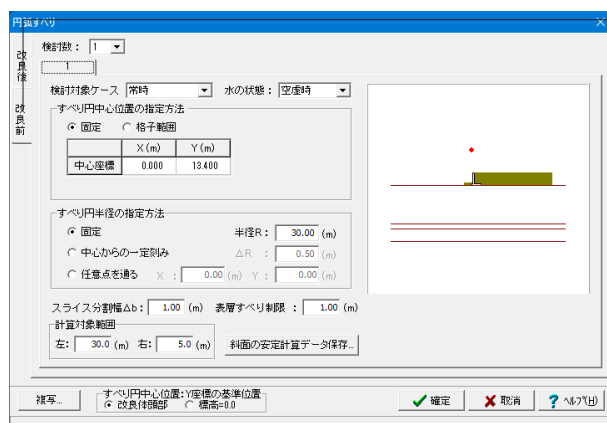 円弧すべり
改良後
改良前
検討数： 1
1
検討対象ケース 常時 水の状態： 空虚時
すべり円中心位置の指定方法
固定 格子範囲
X(m) Y(m)
中心座標 0.000 13.400
すべり円半径の指定方法
固定 半径R： 30.00 (m)
中心からの一定刻み ΔR ： 0.50 (m)
任意点を通る X ： 0.00 (m) Y ： 0.00 (m)
スライス分割幅Δb： 1.00 (m) 表層すべり制限 ： 1.00 (m)
計算対象範囲
左： 30.0 (m) 右： 5.0 (m) 斜面の安定計算データ保存...
複写... すべり円中心位置:Y座標の基準位置
改良体頭部 標高=0.0
確定 取消 ヘルプ(H)